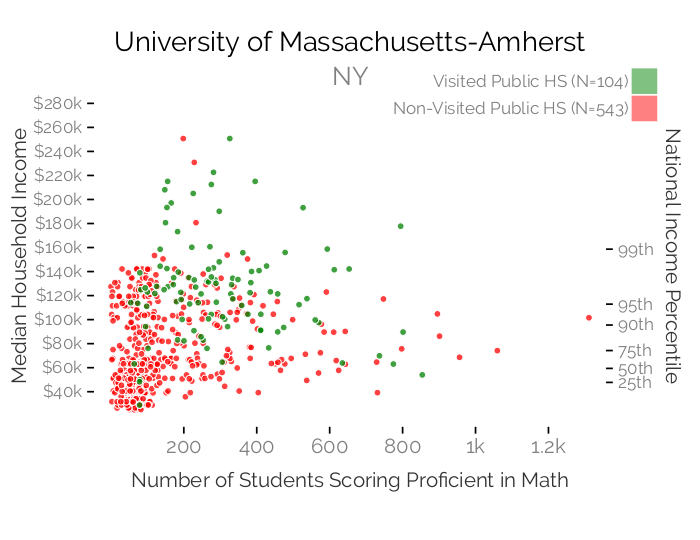 University of Massachusetts-Amherst
NY
Visited Public HS (N=104)
Non-Visited Public HS (N=543)
Median Household Income
$280k
$260k
$240k
$220k
$200k
$180k
$160k
$140k
$120k
$100k
$80k
$60k
$40k
National Income Percentile
99th
95th
90th
75th
50th
25th
200
400
600
800
1k
1.2k
Number of Students Scoring Proficient in Math